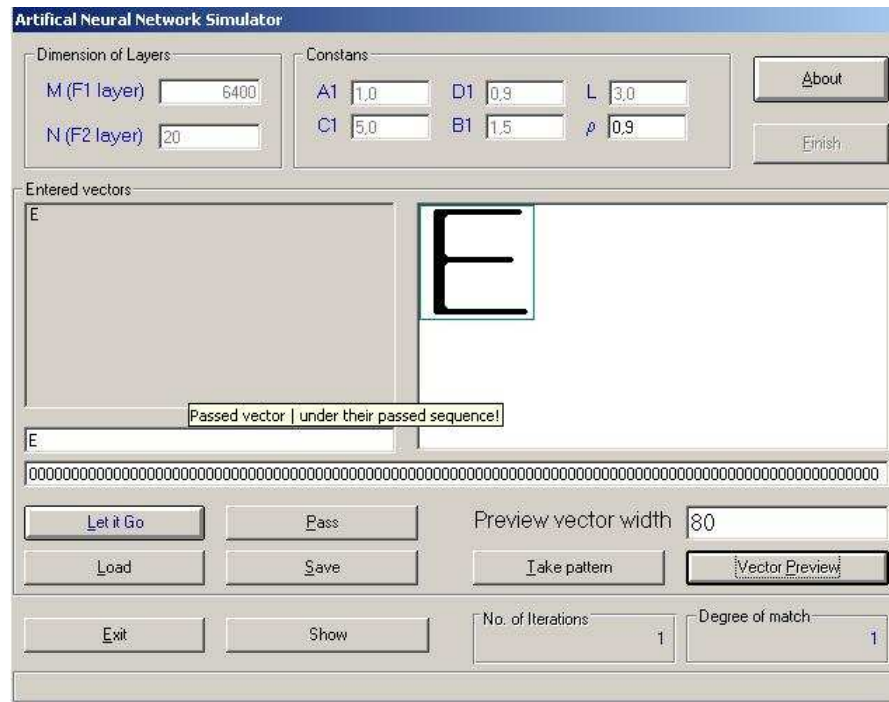 Artifical Neural Network Simulator
Dimension of Layers
M (F1 layer) 6400
N (F2 layer) 20
Constans
A1 1,0 D1 0,9 L 3,0
C1 5,0 B1 1,5 ρ 0,9
About
Finish
Entered vectors
E
E
Passed vector | under their passed sequence!
E
Let it Go
Pass
Preview vector width 80
Load
Save
Take pattern
Vector Preview
Exit
Show
No. of Iterations 1
Degree of match 1